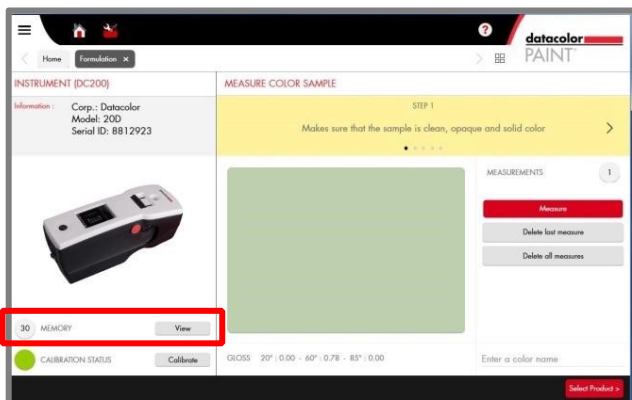 ?
datacolor
PAINT
Home
Formulation ×
INSTRUMENT (DC200)
Information :
Corp.: Datacolor
Model: 20D
Serial ID: 8812923
30 MEMORY
View
CALIBRATION STATUS
Calibrate
MEASURE COLOR SAMPLE
STEP 1
Makes sure that the sample is clean, opaque and solid color
GLOSS 20° : 0.00 - 60° : 0.78 - 85° : 0.00
MEASUREMENTS
1
Measure
Delete last measure
Delete all measures
Enter a color name
Select Product >